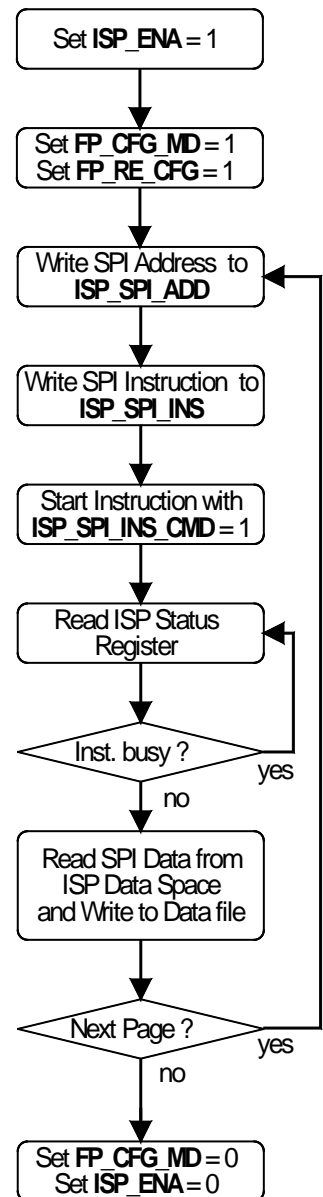 Set ISP_ENA = 1
Set FP_CFG_MD = 1
Set FP_RE_CFG = 1
Write SPI Address to
ISP_SPI_ADD
Write SPI Instruction to
ISP_SPI_INS
Start Instruction with
ISP_SPI_INS_CMD = 1
Read ISP Status
Register
Inst. busy ?
yes
no
Read SPI Data from
ISP Data Space
and Write to Data file
Next Page ?
yes
no
Set FP_CFG_MD = 0
Set ISP_ENA = 0